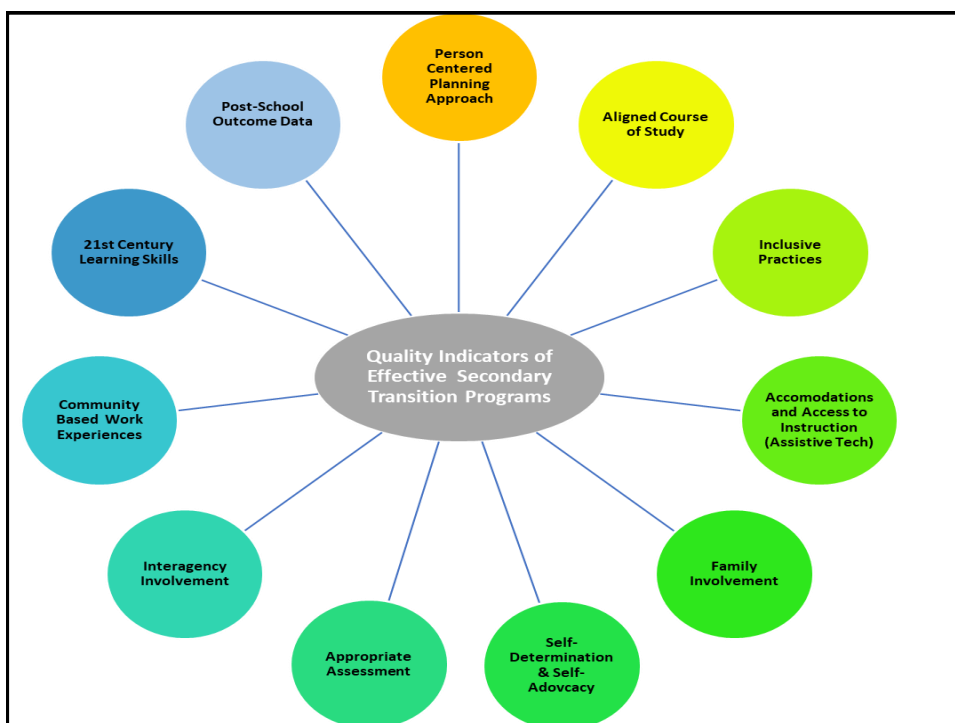 Person
Centered
Planning
Approach
Aligned Course
of Study
Inclusive
Practices
Accomodations
and Access to
Instruction
(Assistive Tech)
Family
Involvement
Self-
Determination
& Self-
Adovcacy
Appropriate
Assessment
Interagency
Involvement
Community
Based Work
Experiences
21st Century
Learning Skills
Post-School
Outcome Data
Quality Indicators of
Effective Secondary
Transition Programs